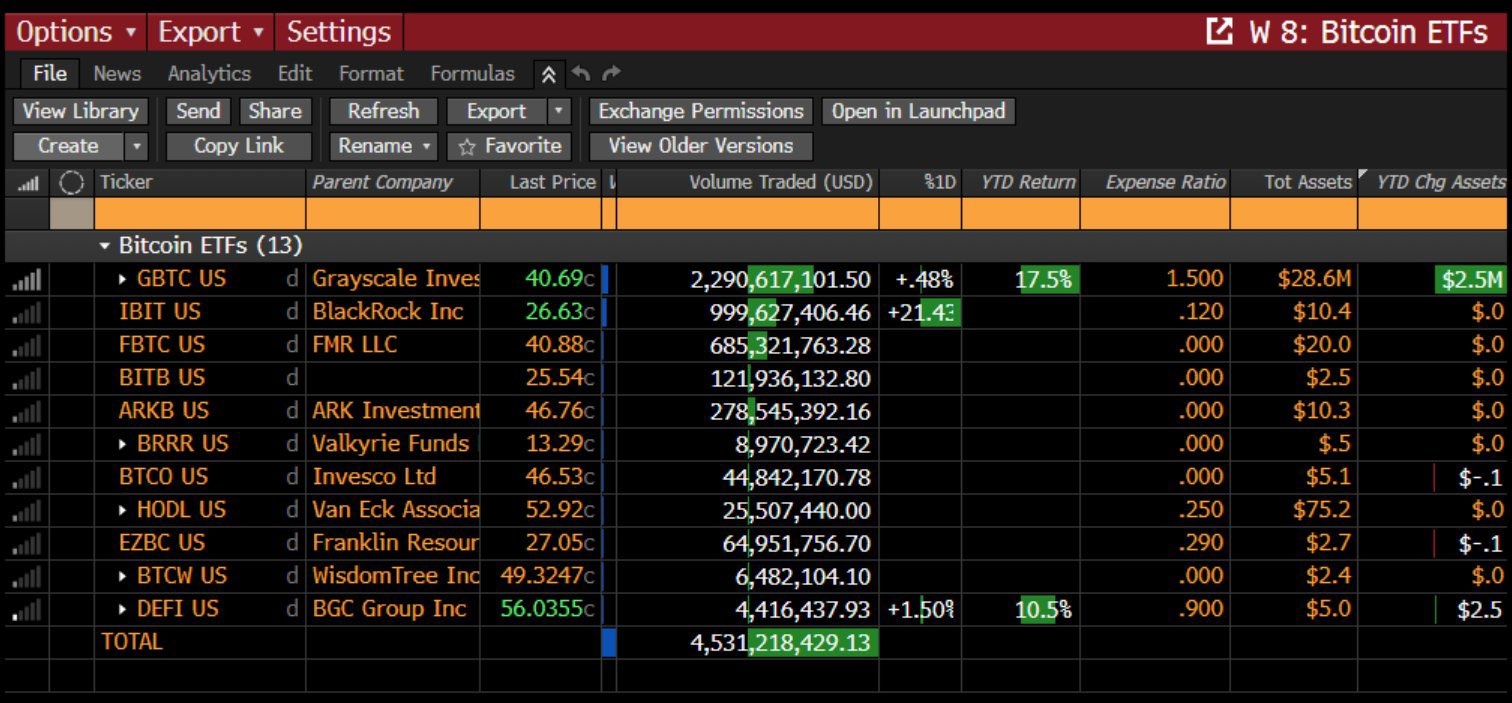 Options Export Settings W 8: Bitcoin ETFs
File News Analytics Edit Format Formulas
View Library Send Share Refresh Export Exchange Permissions Open in Launchpad
Create Copy Link Rename Favorite View Older Versions
Ticker Parent Company Last Price Volume Traded (USD) %1D YTD Return Expense Ratio Tot Assets YTD Chg Assets
Bitcoin ETFs (13)
GBTC US d Grayscale Inves 40.69c 2,290,617,101.50 +.48% 17.5% 1.500 $28.6M $2.5M
IBIT US d BlackRock Inc 26.63c 999,627,406.46 +21.43 .120 $10.4 $.0
FBTC US d FMR LLC 40.88c 685,321,763.28 .000 $20.0 $.0
BITB US d 25.54c 121,936,132.80 .000 $2.5 $.0
ARKB US d ARK Investment 46.76c 278,545,392.16 .000 $10.3 $.0
BRRR US d Valkyrie Funds 13.29c 8,970,723.42 .000 $.5 $.0
BTCO US d Invesco Ltd 46.53c 44,842,170.78 .000 $5.1 $-.1
HODL US d Van Eck Associa 52.92c 25,507,440.00 .250 $75.2 $.0
EZBC US d Franklin Resour 27.05c 64,951,756.70 .290 $2.7 $-.1
BTCW US d WisdomTree Inc 49.3247c 6,482,104.10 .000 $2.4 $.0
DEFI US d BGC Group Inc 56.0355c 4,416,437.93 +1.50% 10.5% .900 $5.0 $2.5
TOTAL 4,531,218,429.13